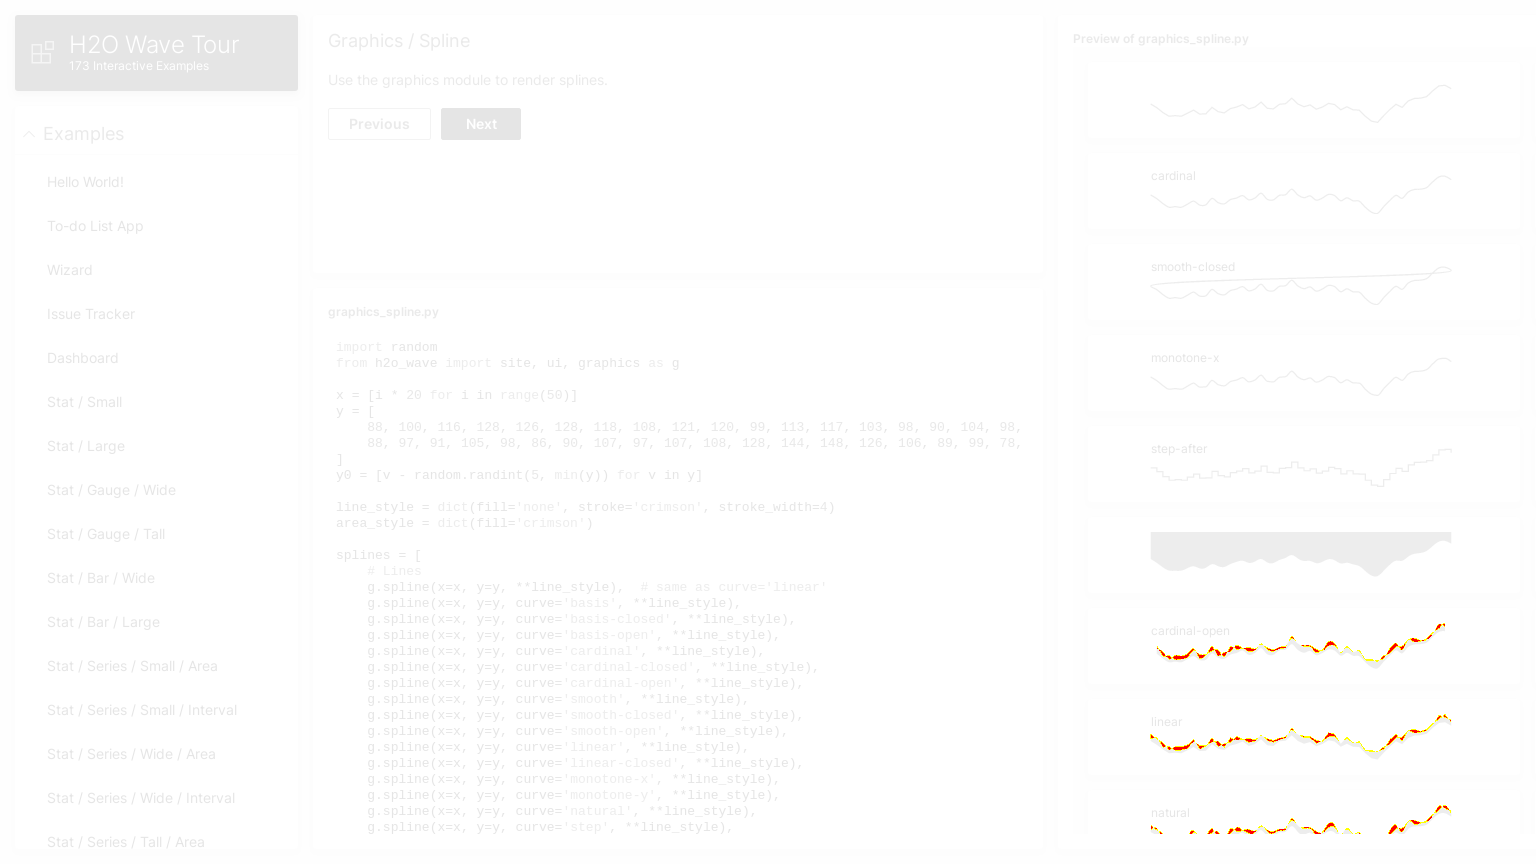 H2O Wave Tour
173 Interactive Examples
Examples
Hello World!
To-do List App
Wizard
Issue Tracker
Dashboard
Stat / Small
Stat / Large
Stat / Gauge / Wide
Stat / Gauge / Tall
Stat / Bar / Wide
Stat / Bar / Large
Stat / Series / Small / Area
Stat / Series / Small / Interval
Stat / Series / Wide / Area
Stat / Series / Wide / Interval
Stat / Series / Tall / Area
Graphics / Spline
Use the graphics module to render splines.
Previous
Next
graphics_spline.py
import random
from h2o_wave import site, ui, graphics as g
x = [i * 20 for i in range(50)]
y = [
88, 100, 116, 128, 126, 128, 118, 108, 121, 120, 99, 113, 117, 103, 98, 90, 104, 98,
88, 97, 91, 105, 98, 86, 90, 107, 97, 107, 108, 128, 144, 148, 126, 106, 89, 99, 78,
]
y0 = [v - random.randint(5, min(y)) for v in y]
line_style = dict(fill='none', stroke='crimson', stroke_width=4)
area_style = dict(fill='crimson')
splines = [
# Lines
g.spline(x=x, y=y, **line_style),  # same as curve='linear'
g.spline(x=x, y=y, curve='basis', **line_style),
g.spline(x=x, y=y, curve='basis-closed', **line_style),
g.spline(x=x, y=y, curve='basis-open', **line_style),
g.spline(x=x, y=y, curve='cardinal', **line_style),
g.spline(x=x, y=y, curve='cardinal-closed', **line_style),
g.spline(x=x, y=y, curve='cardinal-open', **line_style),
g.spline(x=x, y=y, curve='smooth', **line_style),
g.spline(x=x, y=y, curve='smooth-closed', **line_style),
g.spline(x=x, y=y, curve='smooth-open', **line_style),
g.spline(x=x, y=y, curve='linear', **line_style),
g.spline(x=x, y=y, curve='linear-closed', **line_style),
g.spline(x=x, y=y, curve='monotone-x', **line_style),
g.spline(x=x, y=y, curve='monotone-y', **line_style),
g.spline(x=x, y=y, curve='natural', **line_style),
g.spline(x=x, y=y, curve='step', **line_style),
Preview of graphics_spline.py
cardinal
smooth-closed
monotone-x
step-after
cardinal-open
linear
natural